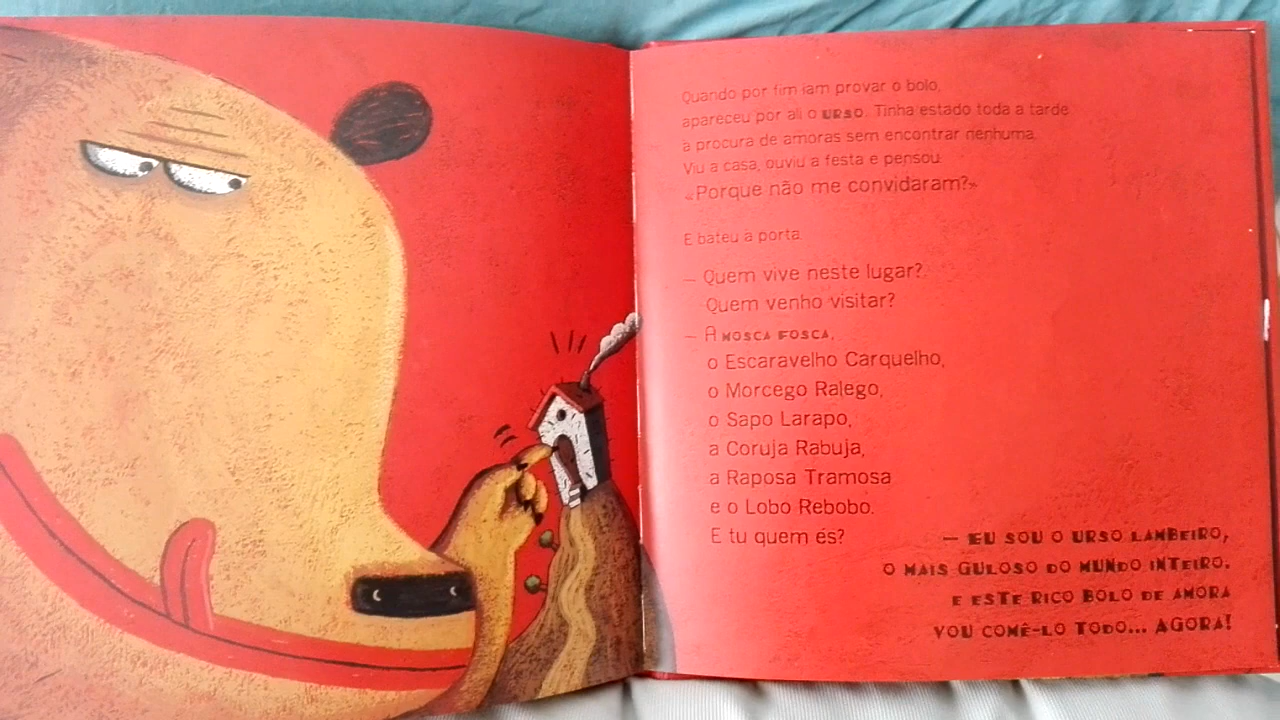 Quando por fim iam provar o bolo,
apareceu por ali o URSO. Tinha estado toda a tarde
à procura de amoras sem encontrar nenhuma.
Viu a casa, ouviu a festa e pensou:
«Porque não me convidaram?»
E bateu à porta.
— Quem vive neste lugar?
Quem venho visitar?
— A MOSCA FOSCA,
o Escaravelho Carquelho,
o Morcego Ralego,
o Sapo Larapo,
a Coruja Rabuja,
a Raposa Tramosa
e o Lobo Rebobo.
E tu quem és?
— EU SOU O URSO LAMBEIRO,
O MAIS GULOSO DO MUNDO INTEIRO.
E ESTE RICO BOLO DE AMORA
VOU COMÊ-LO TODO... AGORA!